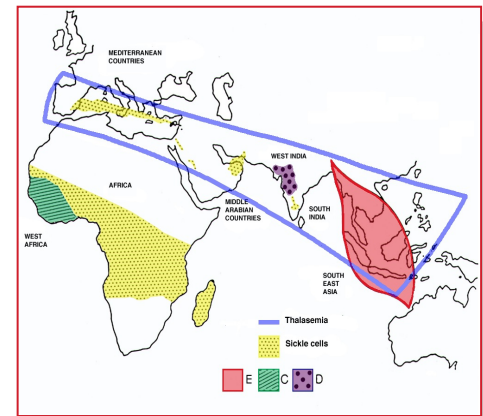 MEDITERRANEAN
COUNTRIES
WEST INDIA
AFRICA
MIDDLE
ARABIAN
COUNTRIES
SOUTH
INDIA
WEST
AFRICA
SOUTH
EAST
ASIA
Thalasemia
Sickle cells
E C D